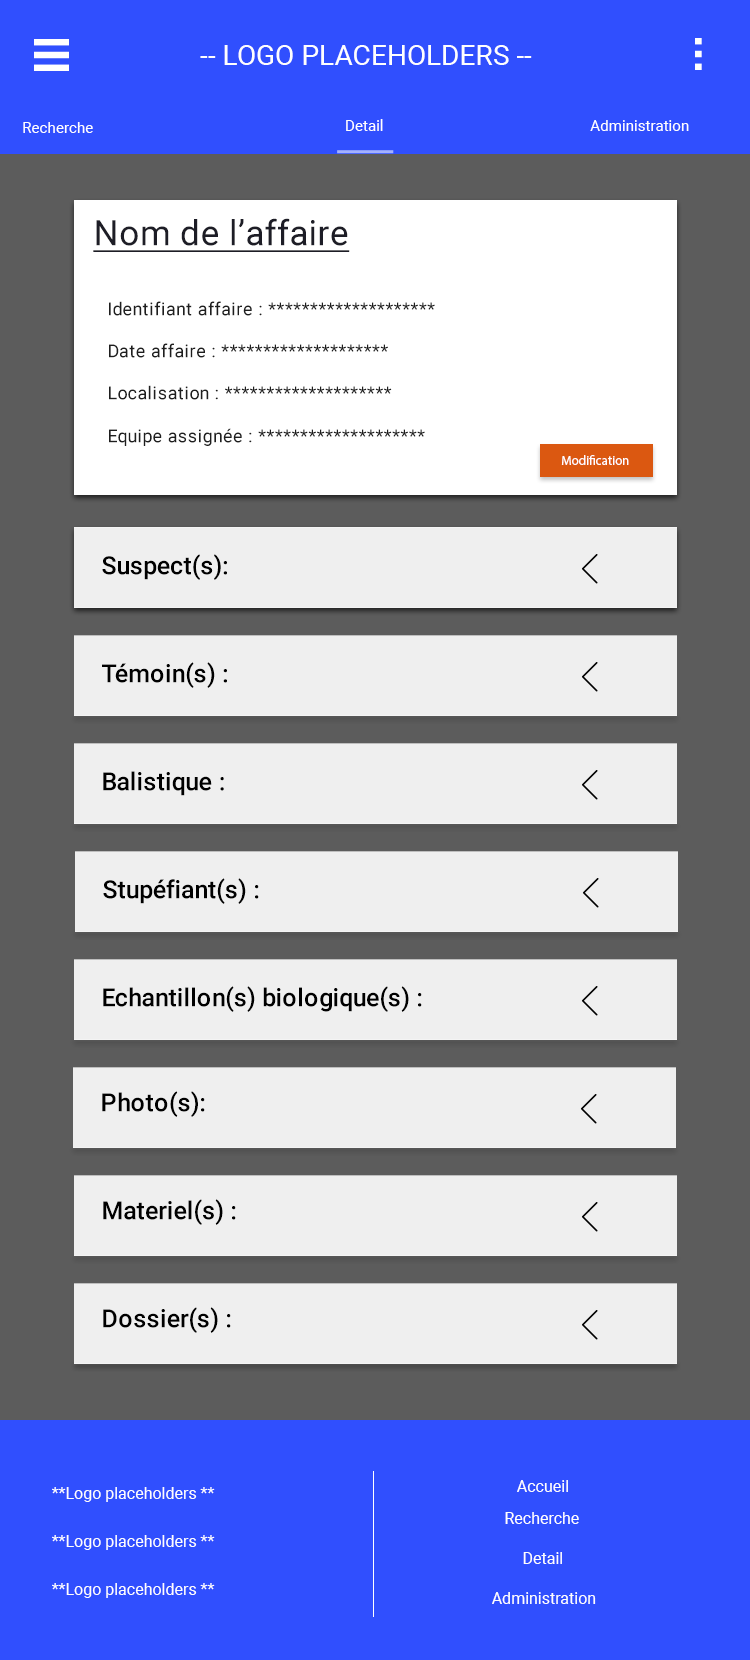 -- LOGO PLACEHOLDERS --
Recherche
Detail
Administration
Nom de l’affaire
Identifiant affaire : ********************
Date affaire : ********************
Localisation : ********************
Equipe assignée : ********************
Modification
Suspect(s):
Témoin(s) :
Balistique :
Stupéfiant(s) :
Echantillon(s) biologique(s) :
Photo(s):
Materiel(s) :
Dossier(s) :
**Logo placeholders **
**Logo placeholders **
**Logo placeholders **
Accueil
Recherche
Detail
Administration